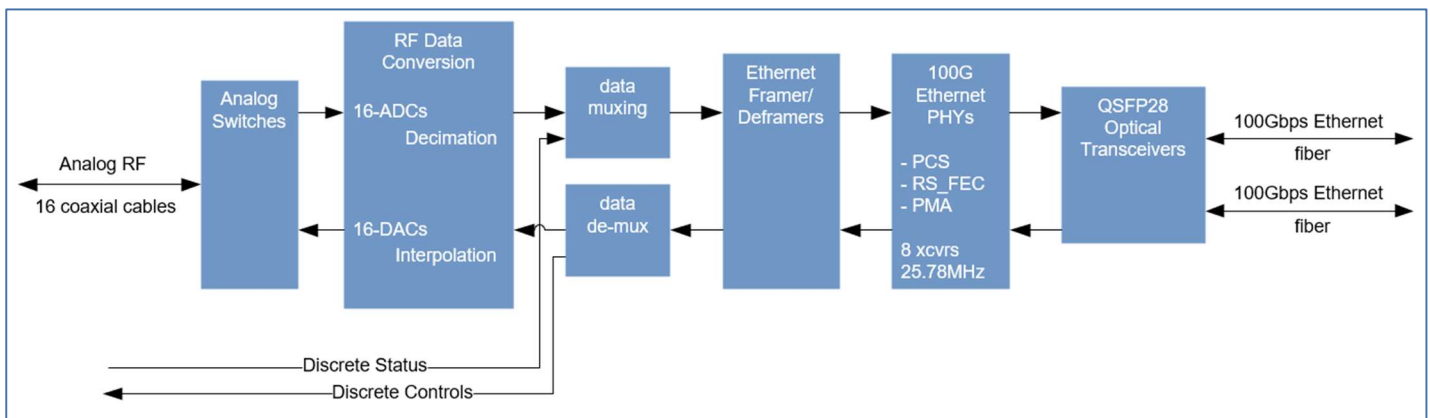 Analog RF
16 coaxial cables
Analog
Switches
RF Data
Conversion
16-ADCs
Decimation
16-DACs
Interpolation
data
muxing
data
de-mux
Ethernet
Framer/
Deframers
100G
Ethernet
PHYs
- PCS
- RS_FEC
- PMA
8 xcvrs
25.78MHz
QSFP28
Optical
Transceivers
100Gbps Ethernet
fiber
100Gbps Ethernet
fiber
Discrete Status
Discrete Controls